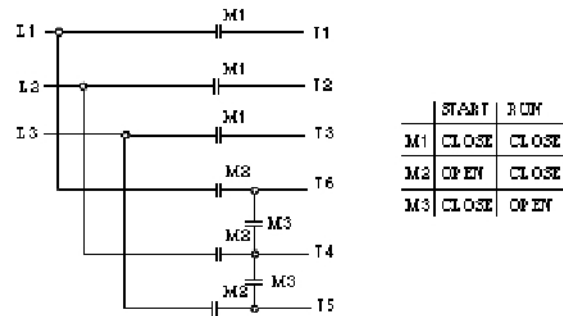 M1
L1 T1
M1
L2 T2
M1
L3 T3
M2
T6
M3
M2
T4
M3
M2
T5
START RUN
M1 CLOSE CLOSE
M2 OPEN CLOSE
M3 CLOSE OPEN